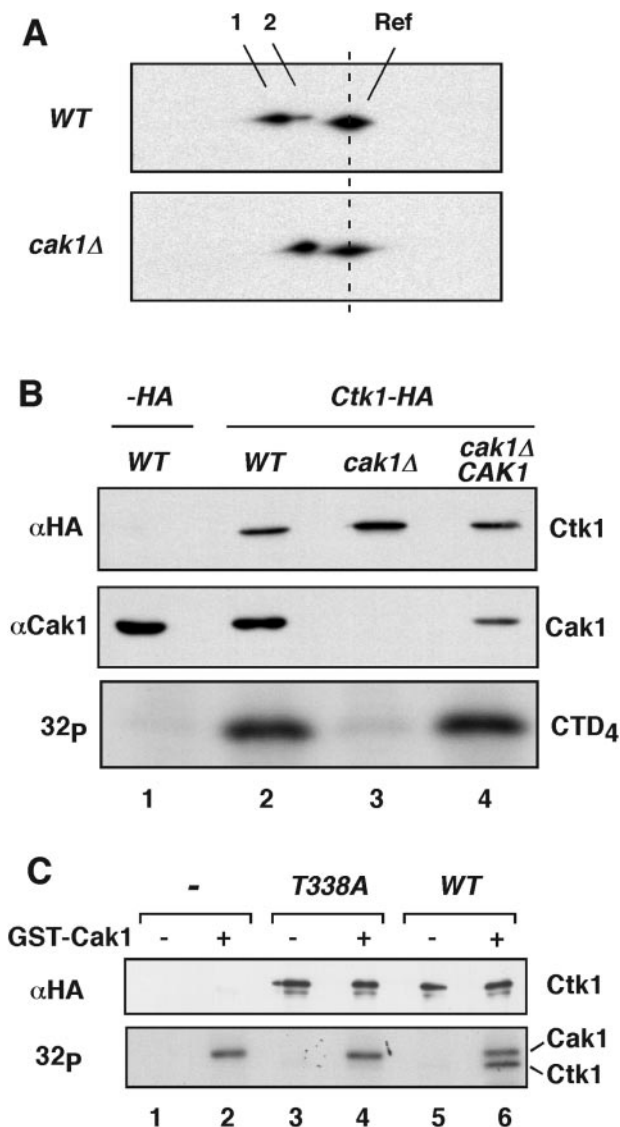 A
1 2 Ref
WT
cak1Δ
B
-HA Ctk1-HA
WT WT cak1Δ cak1Δ
CAK1
αHA Ctk1
αCak1 Cak1
32P CTD4
1 2 3 4
C
- T338A WT
GST-Cak1 - + - + - +
αHA Ctk1
32P Cak1
Ctk1
1 2 3 4 5 6